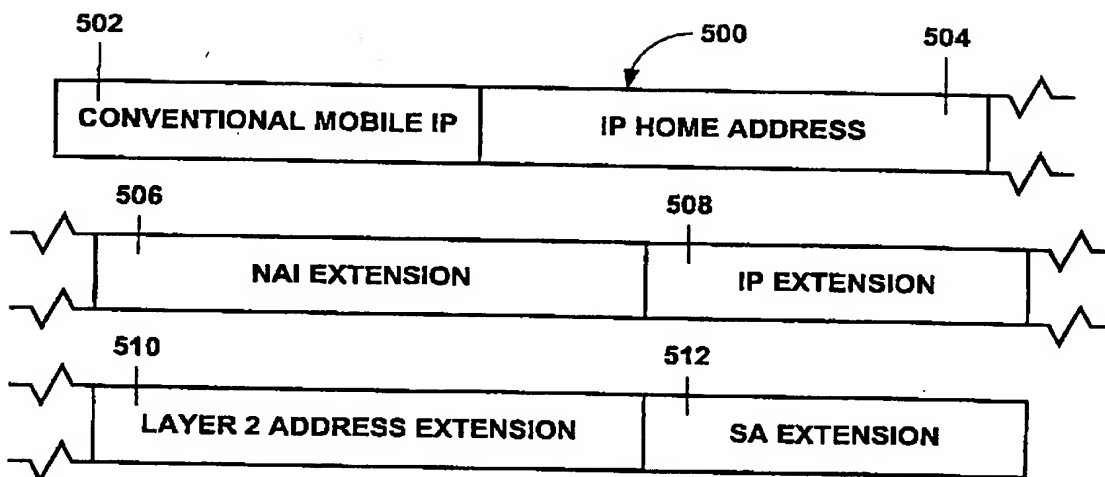 502 500 504
CONVENTIONAL MOBILE IP IP HOME ADDRESS
506 508
NAI EXTENSION IP EXTENSION
510 512
LAYER 2 ADDRESS EXTENSION SA EXTENSION